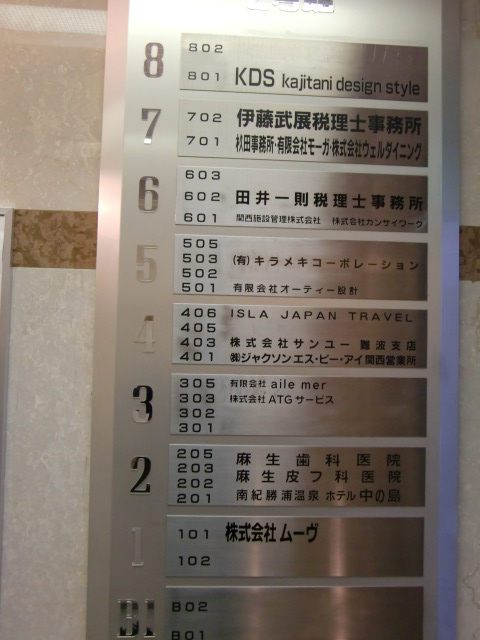 8
802
801 KDS kajitani design style
7
702 伊藤武展税理士事務所
701 杁田事務所・有限会社モーガ・株式会社ウェルダイニング
6
603
602 田井一則税理士事務所
601 関西施設管理株式会社 株式会社カンサイワーク
5
505
503 (有)キラメキコーポレーション
502
501 有限会社オーティー設計
4
406 ISLA JAPAN TRAVEL
405
403 株式会社サンユー 難波支店
401 ㈱ジャクソンエス・ピー・アイ関西営業所
3
305 有限会社 aile mer
303 株式会社ATGサービス
302
301
2
205 麻生歯科医院
203 麻生皮フ科医院
202
201 南紀勝浦温泉 ホテル中の島
1
101 株式会社ムーヴ
102
B1
B02
B01